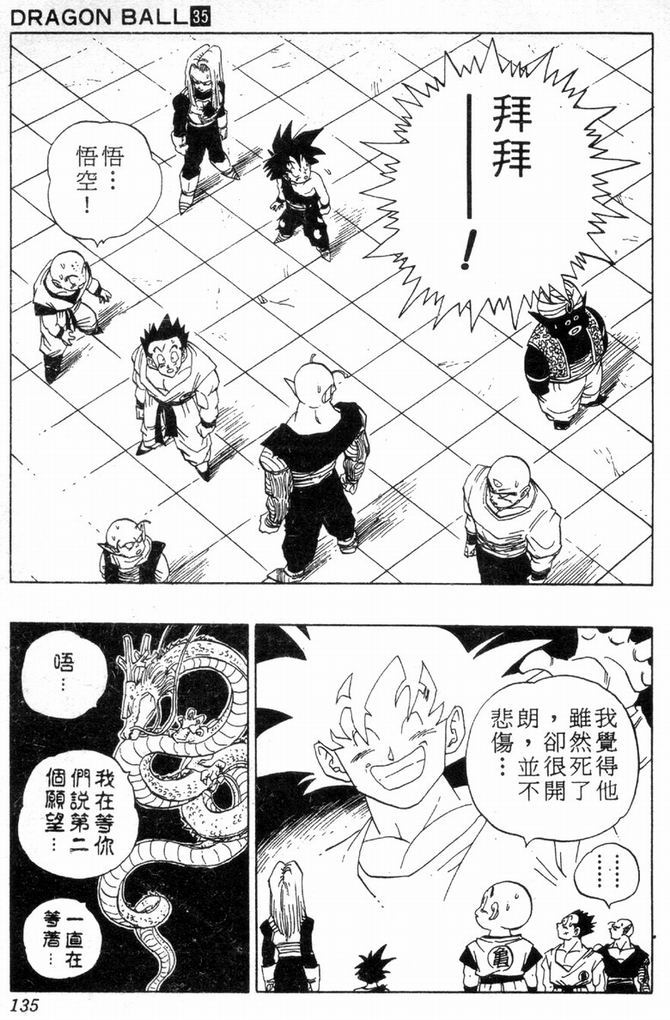 DRAGON BALL 35
拜拜
——！
悟…
悟空！
我覺得他
雖然死了
，卻很開
朗，並不
悲傷…
……
龜
唔…
我在等你
們說第二
個願望…
一直在
等著…
135